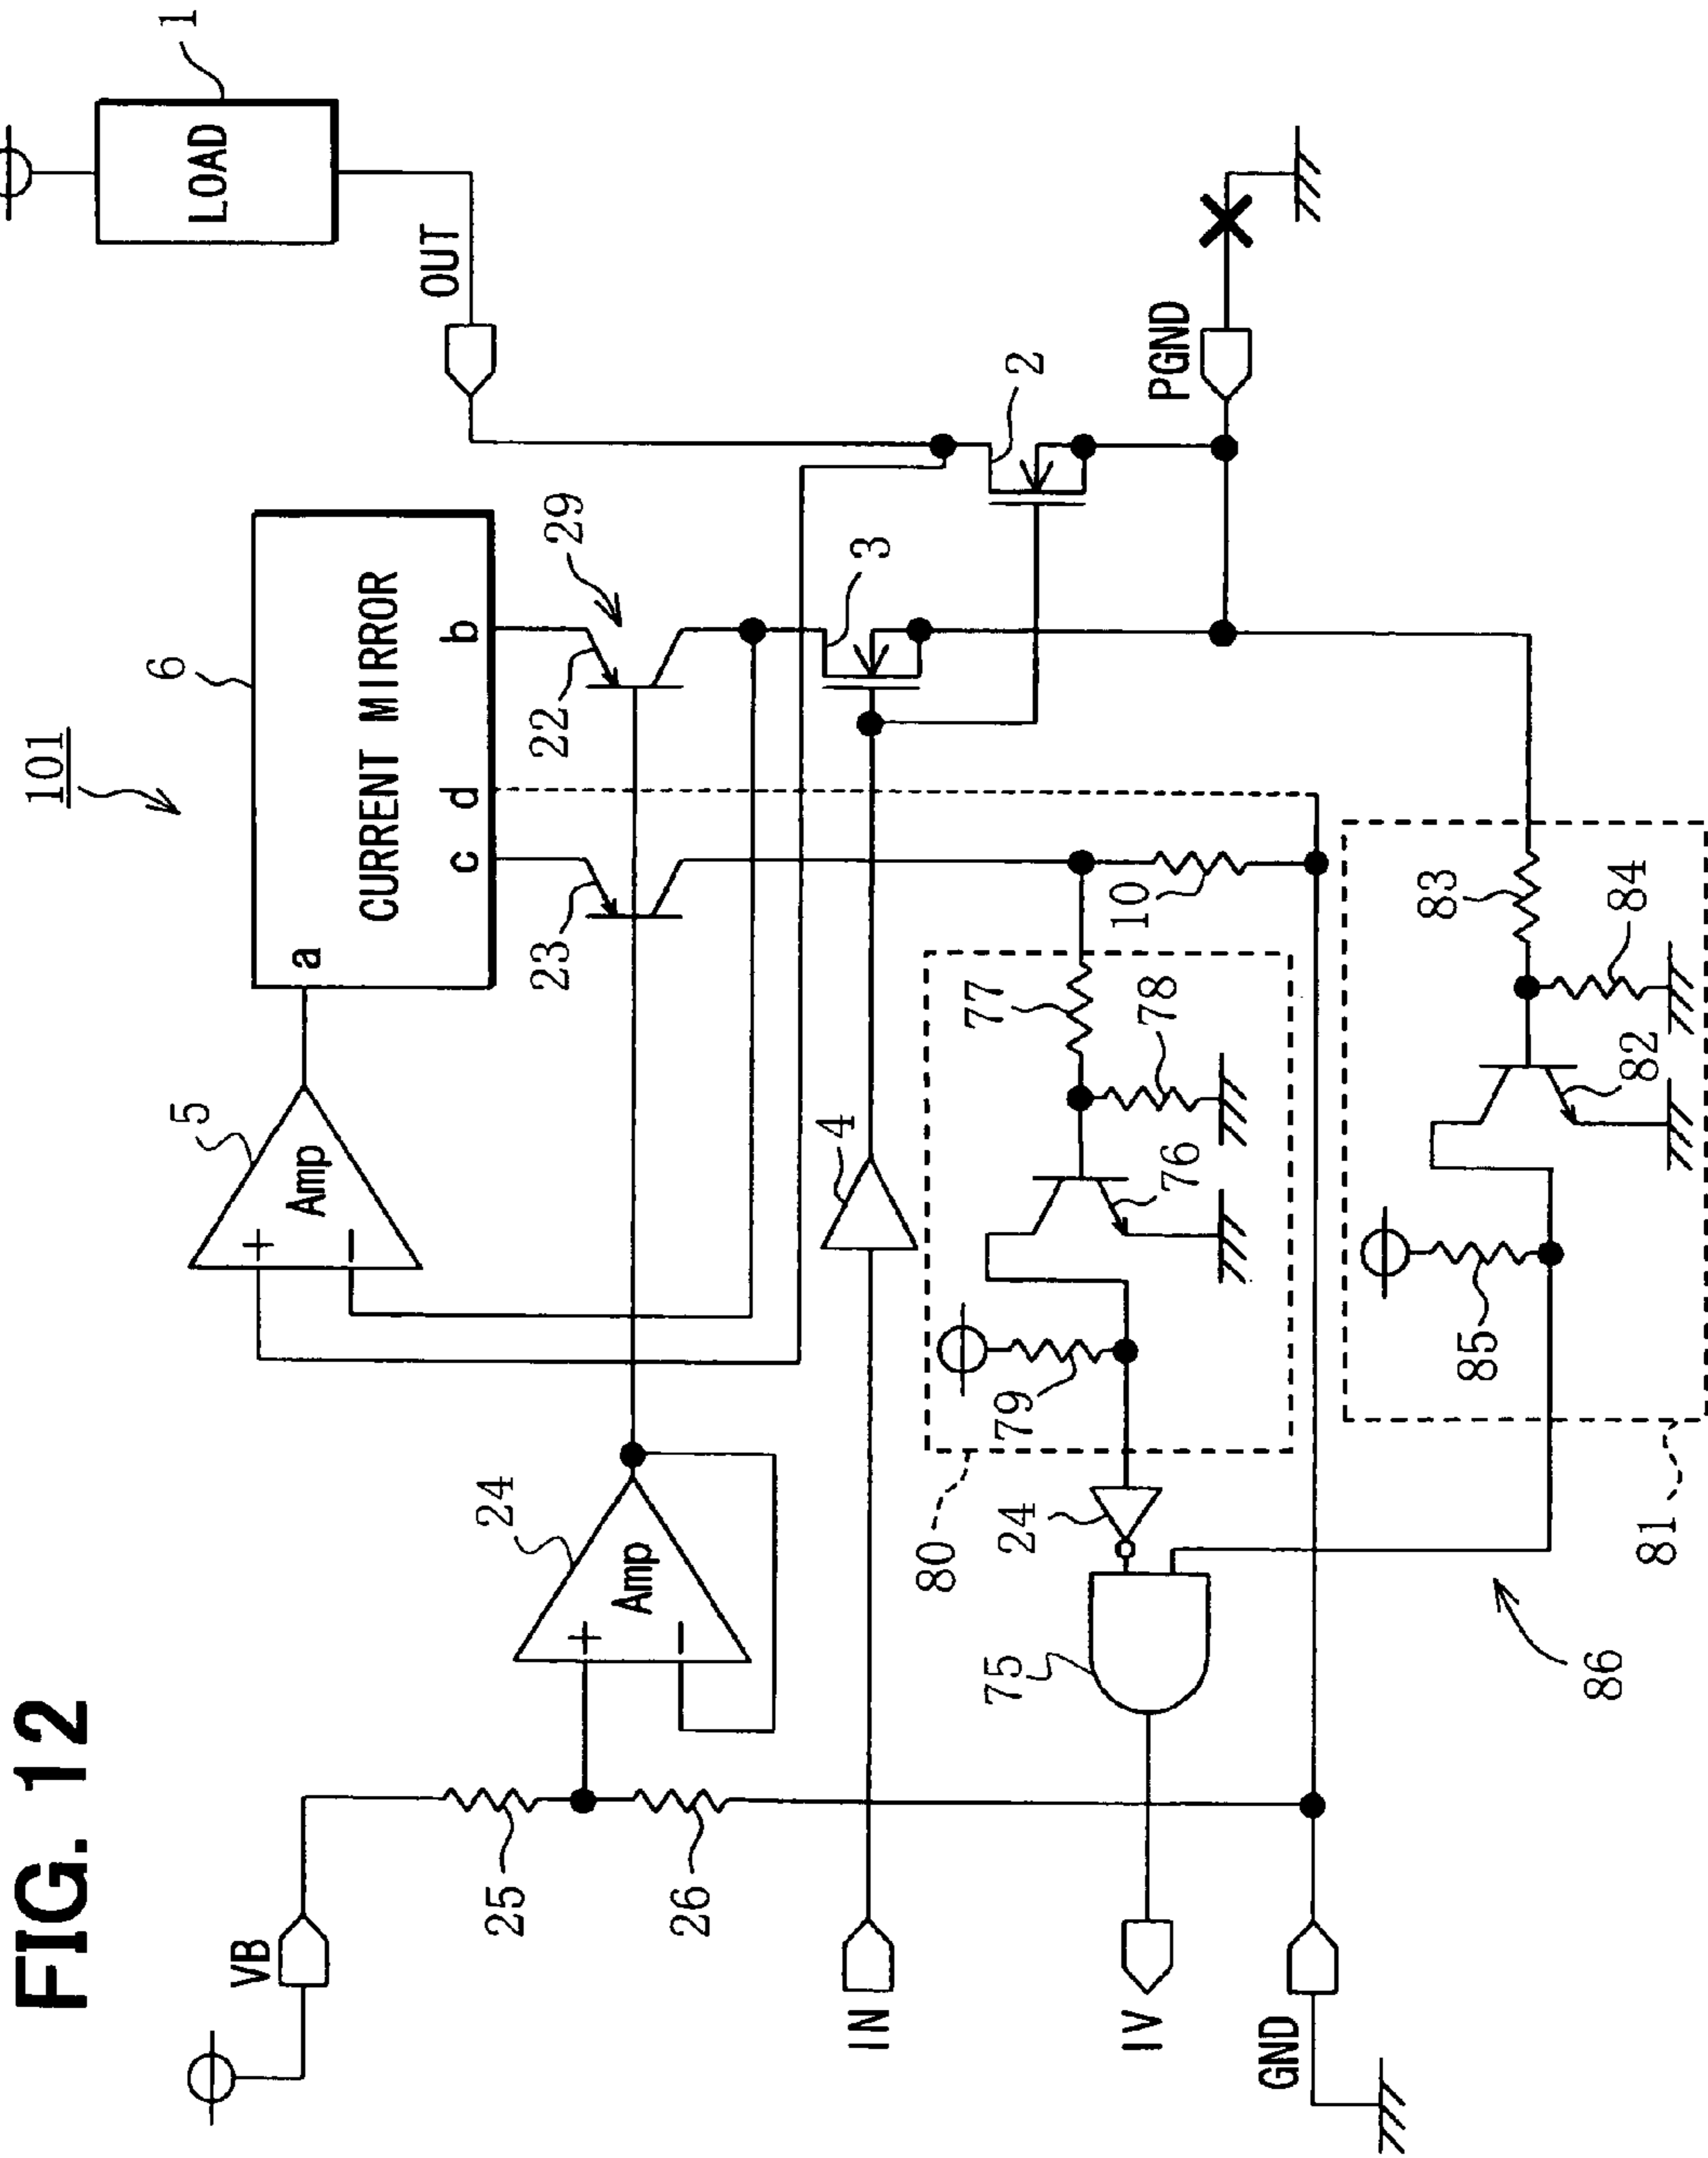 FIG. 12
101
VB
25
26
24
Amp
+
−
5
Amp
+
−
6
CURRENT MIRROR
a
c
d
b
23
22
29
LOAD
1
OUT
IN
4
3
2
PGND
IV
75
24
80
79
76
77
78
10
GND
86
81
85
82
83
84